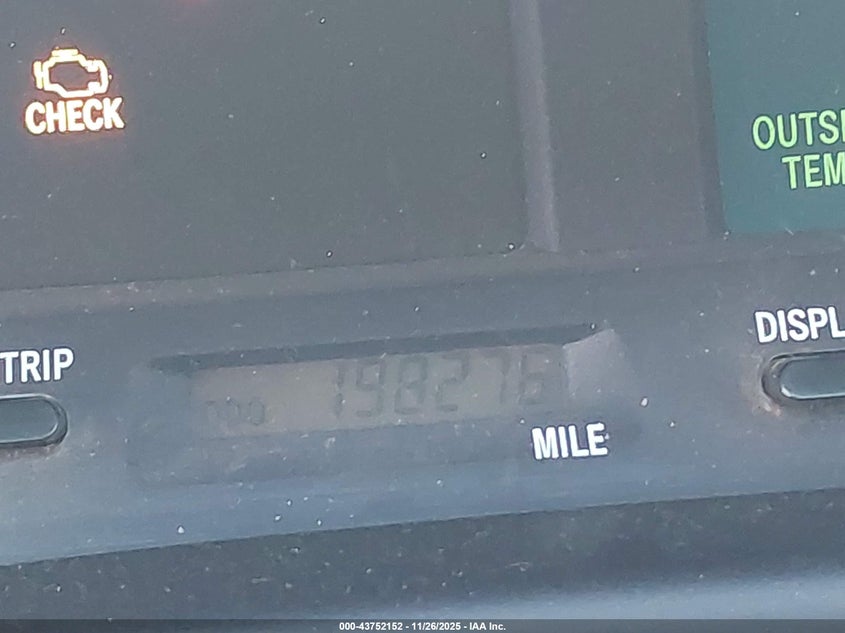 CHECK
OUTSI
TEM
TRIP
ODO 198276
DISPL
MILE
000-43752152 - 11/26/2025 - IAA Inc.